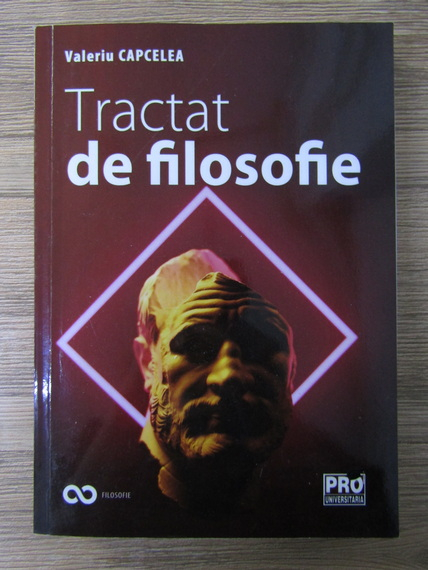 Valeriu CAPCELEA
Tractat
de filosofie
FILOSOFIE
PRO
UNIVERSITARIA